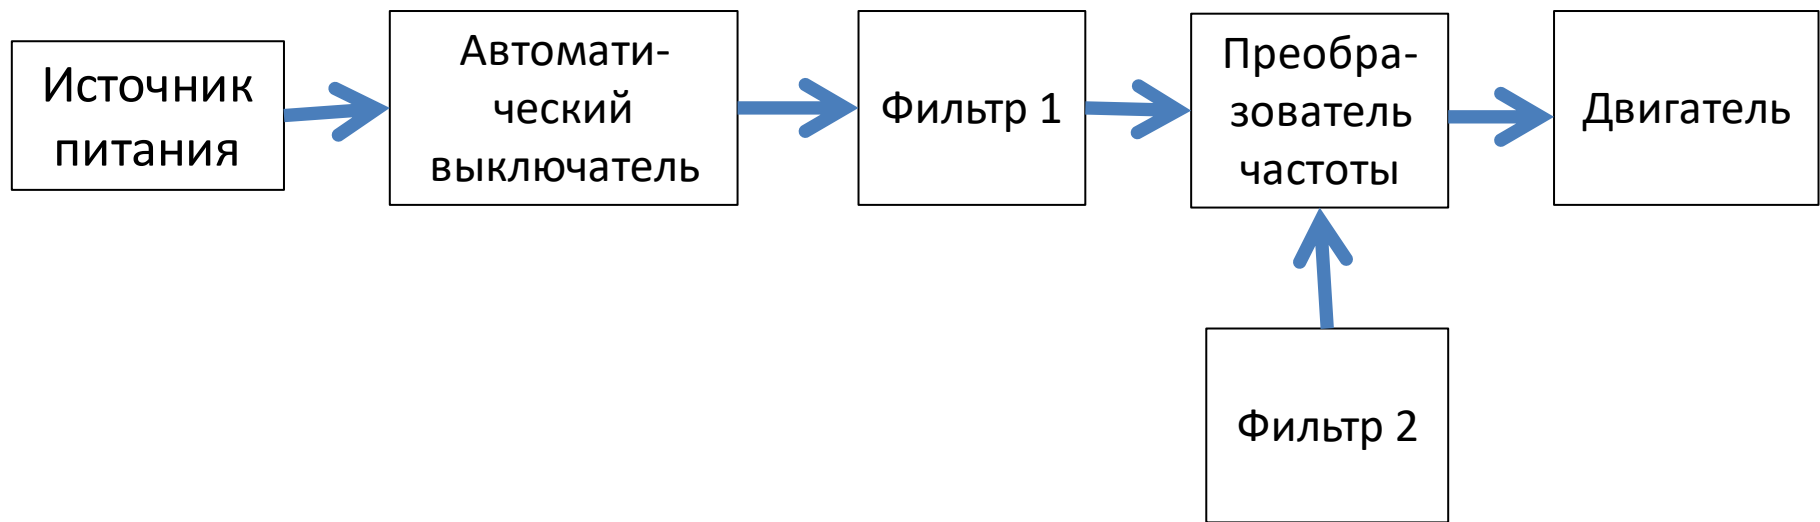 Источник
питания
Автомати-
ческий
выключатель
Фильтр 1
Преобра-
зователь
частоты
Двигатель
Фильтр 2